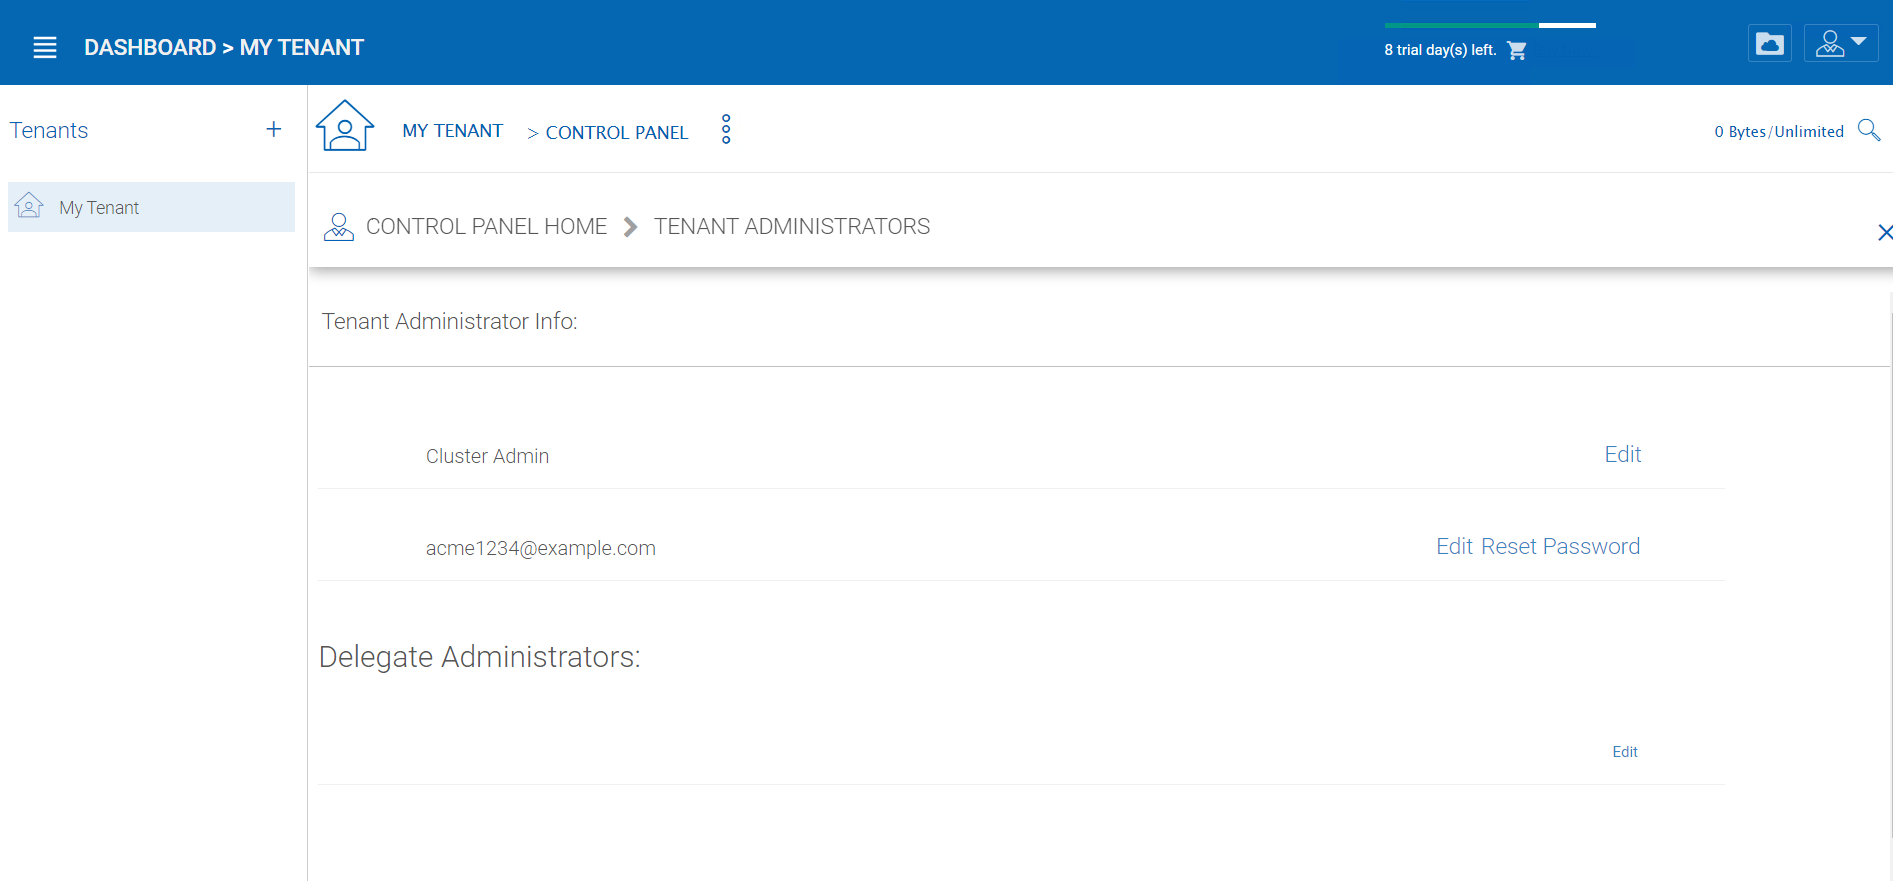 DASHBOARD > MY TENANT
8 trial day(s) left.
Tenants +
MY TENANT > CONTROL PANEL
0 Bytes/Unlimited
My Tenant
CONTROL PANEL HOME TENANT ADMINISTRATORS
Tenant Administrator Info:
Cluster Admin Edit
acme1234@example.com Edit Reset Password
Delegate Administrators:
Edit